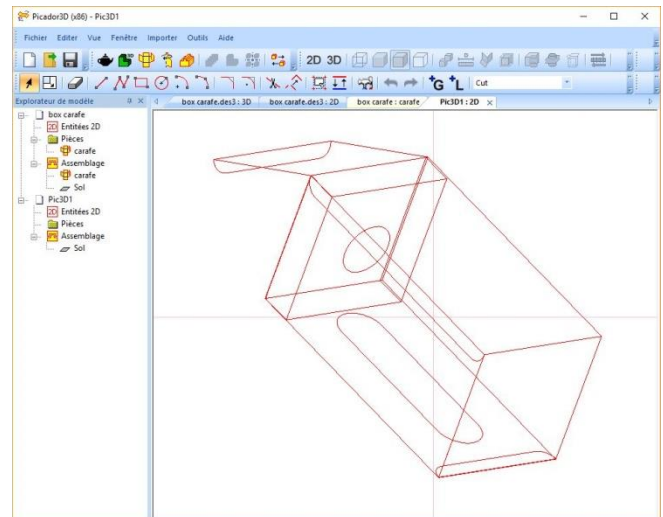 Picador3D (x86) - Pic3D1
Fichier Editer Vue Fenêtre Importer Outils Aide
2D 3D
+G +L Cut
Explorateur de modèle
box carafe.des3 : 3D box carafe.des3 : 2D box carafe : carafe Pic3D1 : 2D
box carafe
2D Entitées 2D
Pièces
carafe
Assemblage
carafe
Sol
Pic3D1
2D Entitées 2D
Pièces
Assemblage
Sol